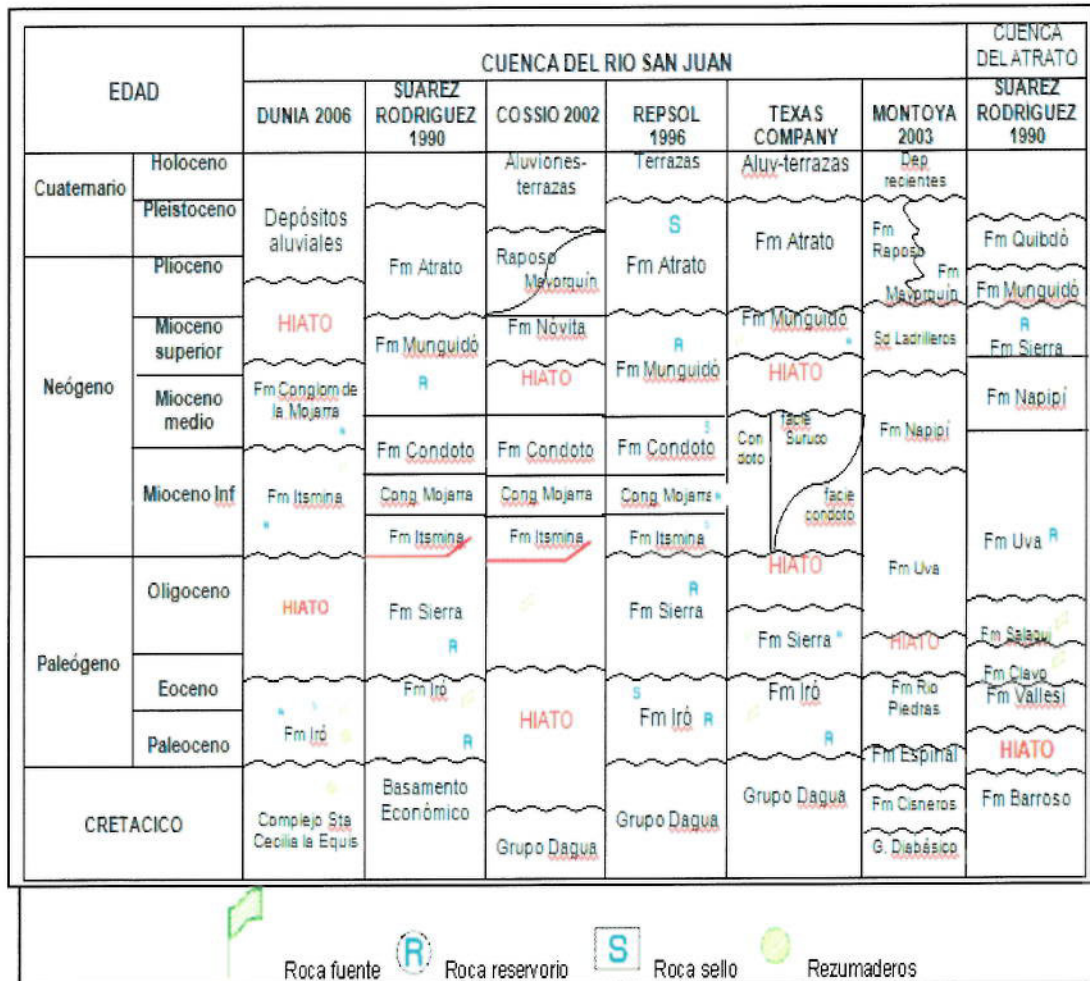 EDAD
CUENCA DEL RIO SAN JUAN
CUENCA
DEL ATRATO
DUNIA 2006
SUAREZ
RODRIGUEZ
1990
COSSIO 2002
REPSOL
1996
TEXAS
COMPANY
MONTOYA
2003
SUAREZ
RODRIGUEZ
1990
Cuaternario
Holoceno
Pleistoceno
Neógeno
Plioceno
Mioceno
superior
Mioceno
medio
Mioceno Inf
Paleógeno
Oligoceno
Eoceno
Paleoceno
CRETACICO
Depósitos
aluviales
HIATO
Fm Conglom de
la Mojarra
Fm Itsmina
HIATO
Fm Iró
Complejo Sta
Cecilia la Equis
Fm Atrato
Fm Munguidó
R
Fm Condoto
Cong Mojarra
Fm Itsmina
Fm Sierra
R
Fm Iró
R
Basamento
Económico
Aluviones-
terrazas
Raposo
Mayorquín
Fm Nóvita
HIATO
Fm Condoto
Cong Mojarra
Fm Itsmina
HIATO
Grupo Dagua
Terrazas
S
Fm Atrato
R
Fm Munguidó
S
Fm Condoto
Cong Mojarra
S
Fm Itsmina
R
Fm Sierra
S
Fm Iró R
Grupo Dagua
Aluv-terrazas
Fm Atrato
Fm Munguidó
HIATO
Con
doto
facie
Suruco
facie
condoto
HIATO
Fm Sierra
Fm Iró
R
Grupo Dagua
Dep
recientes
Fm
Raposo
Fm
Mayorquín
Sd Ladrilleros
Fm Napipí
Fm Uva
HIATO
Fm Rio
Piedras
Fm Espinal
Fm Cisneros
G. Diabásico
Fm Quibdó
Fm Munguidó
R
Fm Sierra
Fm Napipí
Fm Uva R
Fm Salaqui
Fm Clavo
Fm Vallesi
HIATO
Fm Barroso
Roca fuente
R Roca reservorio
S Roca sello
Rezumaderos